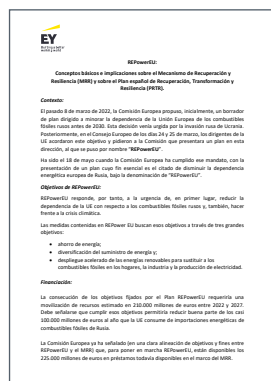 EY
Building a better
working world
REPowerEU:
Conceptos básicos e implicaciones sobre el Mecanismo de Recuperación y
Resiliencia (MRR) y sobre el Plan español de Recuperación, Transformación y
Resiliencia (PRTR).
Contexto:
El pasado 8 de marzo de 2022, la Comisión Europea propuso, inicialmente, un borrador
de plan dirigido a minorar la dependencia de la Unión Europea de los combustibles
fósiles rusos antes de 2030. Esta decisión venía urgida por la invasión rusa de Ucrania.
Posteriormente, en el Consejo Europeo de los días 24 y 25 de marzo, los dirigentes de la
UE acordaron este objetivo y pidieron a la Comisión que presentara un plan en esta
dirección, al que se puso por nombre "REPowerEU".
Ha sido el 18 de mayo cuando la Comisión Europea ha cumplido ese mandato, con la
presentación de un plan cuyo fin esencial es el citado de disminuir la dependencia
energética europea de Rusia, bajo la denominación de "REPowerEU".
Objetivos de REPowerEU:
REPowerEU responde, por tanto, a la urgencia de, en primer lugar, reducir la
dependencia de la UE con respecto a los combustibles fósiles rusos y, también, hacer
frente a la crisis climática.
Las medidas contenidas en REPower EU buscan esos objetivos a través de tres grandes
objetivos:
• ahorro de energía;
• diversificación del suministro de energía y;
• despliegue acelerado de las energías renovables para sustituir a los
combustibles fósiles en los hogares, la industria y la producción de electricidad.
Financiación:
La consecución de los objetivos fijados por el Plan REPowerEU requeriría una
movilización de recursos estimado en 210.000 millones de euros entre 2022 y 2027.
Debe señalarse que cumplir esos objetivos permitiría reducir buena parte de los casi
100.000 millones de euros al año que la UE consume de importaciones energéticas de
combustibles fósiles de Rusia.
La Comisión Europea ya ha señalado (en una clara alineación de objetivos y fines entre
REPowerEU y el MRR) que, para poner en marcha REPowerEU, están disponibles los
225.000 millones de euros en préstamos todavía disponibles en el marco del MRR.